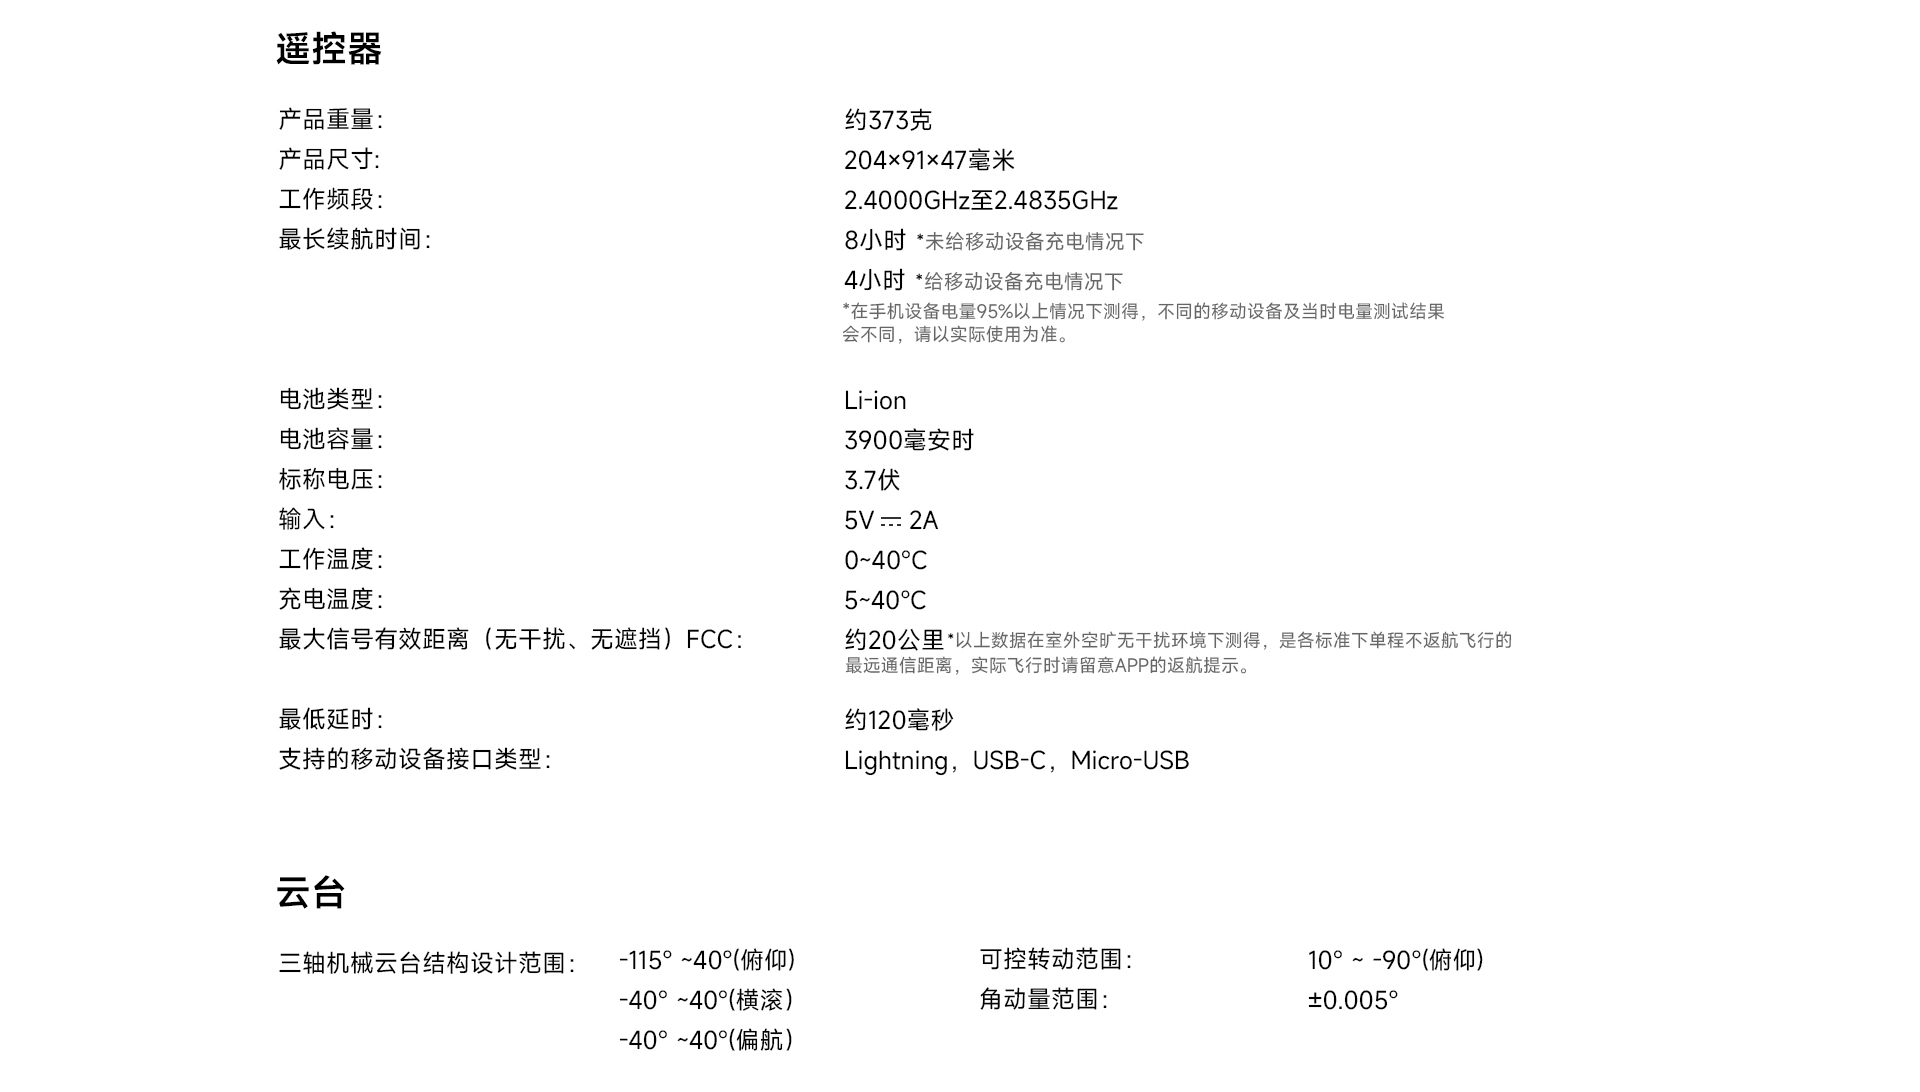 遥控器
产品重量： 约373克
产品尺寸: 204×91×47毫米
工作频段： 2.4000GHz至2.4835GHz
最长续航时间： 8小时 *未给移动设备充电情况下
4小时 *给移动设备充电情况下
*在手机设备电量95%以上情况下测得，不同的移动设备及当时电量测试结果
会不同，请以实际使用为准。
电池类型： Li-ion
电池容量： 3900毫安时
标称电压： 3.7伏
输入： 5V ⎓ 2A
工作温度： 0~40°C
充电温度： 5~40°C
最大信号有效距离（无干扰、无遮挡）FCC： 约20公里*以上数据在室外空旷无干扰环境下测得，是各标准下单程不返航飞行的
最远通信距离，实际飞行时请留意APP的返航提示。
最低延时： 约120毫秒
支持的移动设备接口类型： Lightning，USB-C，Micro-USB
云台
三轴机械云台结构设计范围： -115° ~40°(俯仰) 可控转动范围： 10° ~ -90°(俯仰)
-40° ~40°(横滚) 角动量范围： ±0.005°
-40° ~40°(偏航)